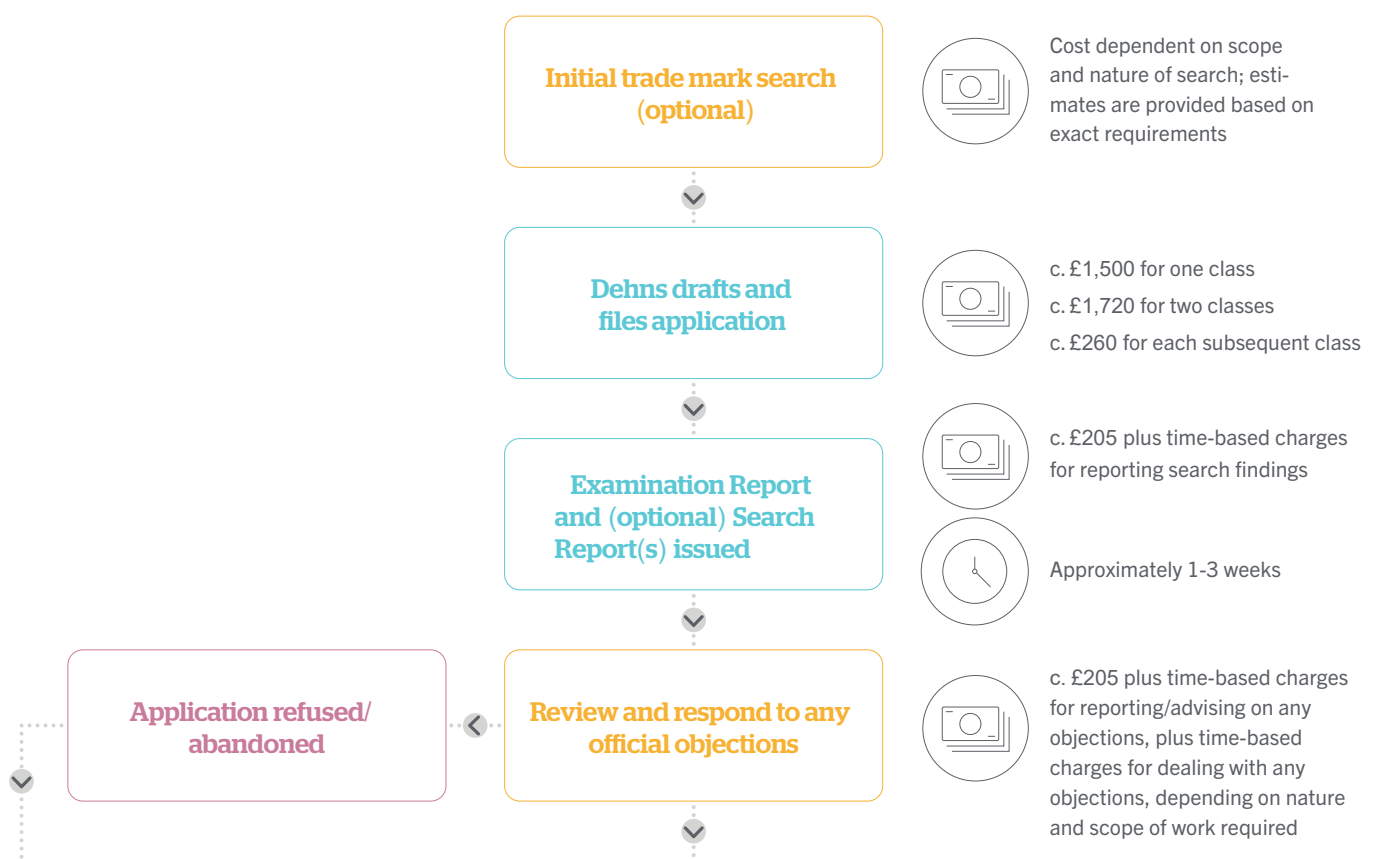 Initial trade mark search
(optional)
Cost dependent on scope
and nature of search; esti-
mates are provided based on
exact requirements
Dehns drafts and
files application
c. £1,500 for one class
c. £1,720 for two classes
c. £260 for each subsequent class
Examination Report
and (optional) Search
Report(s) issued
c. £205 plus time-based charges
for reporting search findings
Approximately 1-3 weeks
Application refused/
abandoned
Review and respond to any
official objections
c. £205 plus time-based charges
for reporting/advising on any
objections, plus time-based
charges for dealing with any
objections, depending on nature
and scope of work required